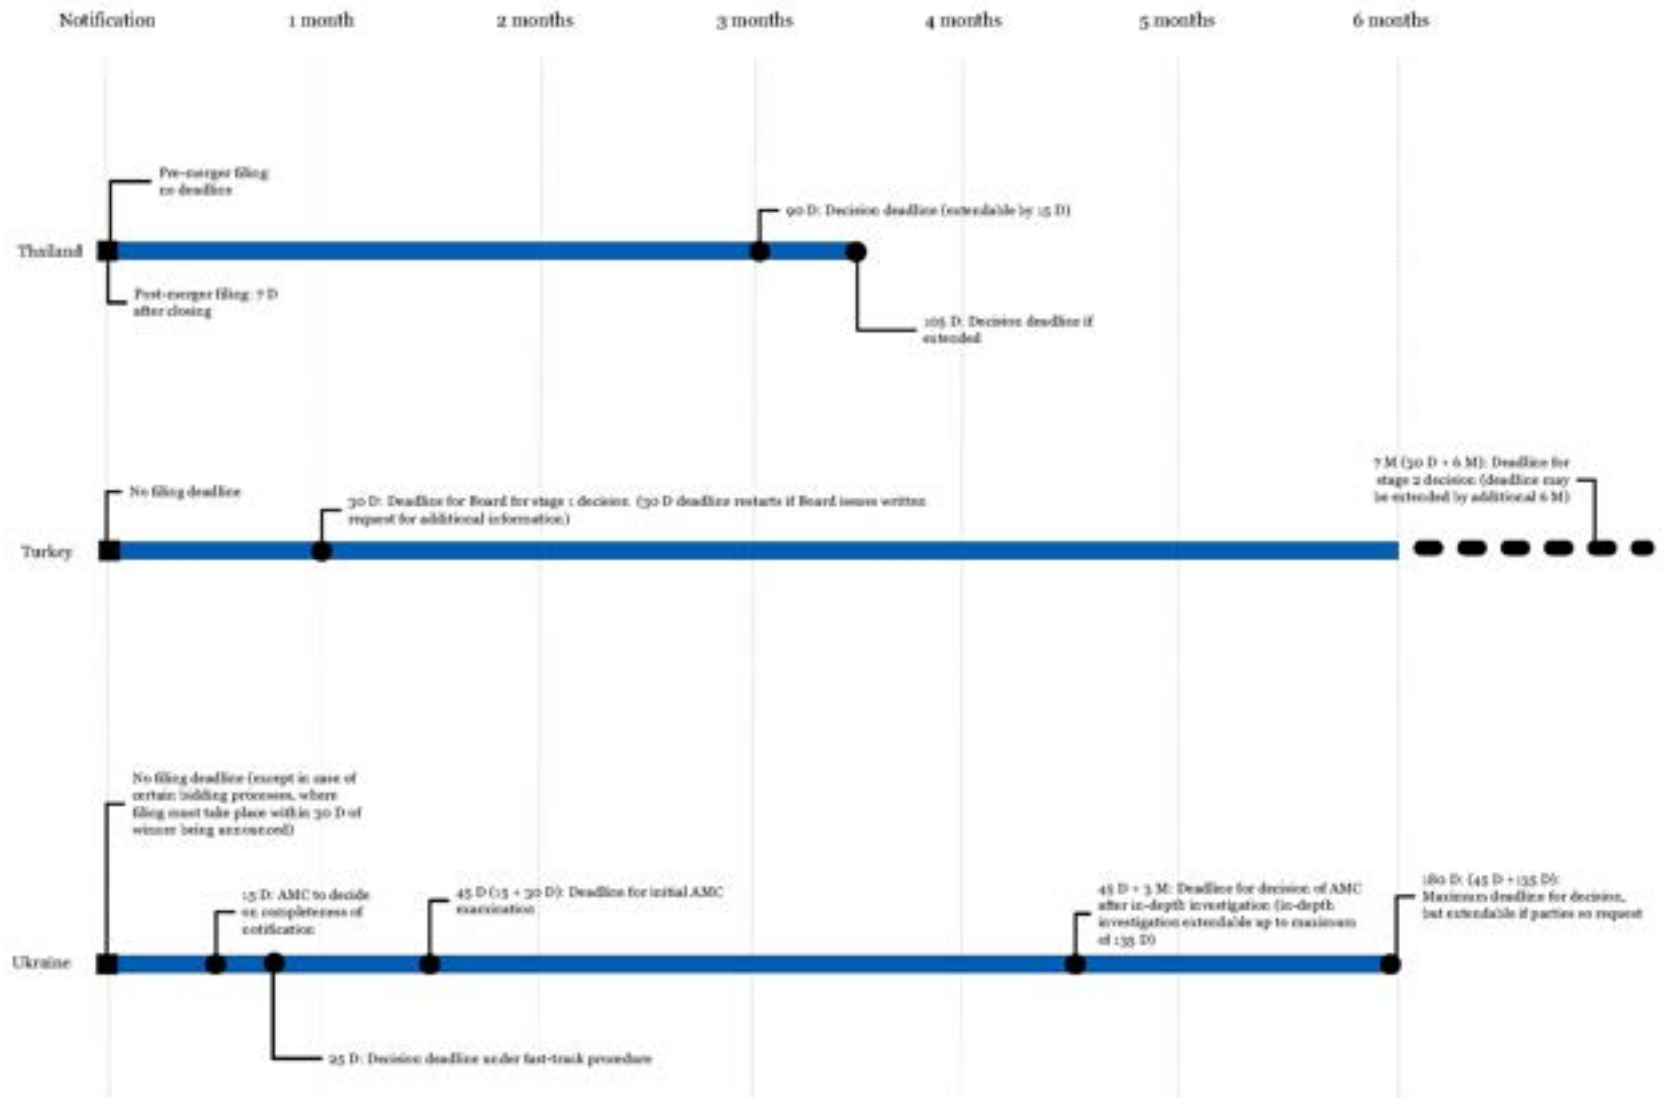 Notification 1 month 2 months 3 months 4 months 5 months 6 months
Pre-merger filing:
no deadline
90 D: Decision deadline (extendable by 15 D)
Thailand
Post-merger filing: 7 D
after closing
105 D: Decision deadline if
extended
7 M (30 D + 6 M): Deadline for
stage 2 decision (deadline may
be extended by additional 6 M)
No filing deadline
30 D: Deadline for Board for stage 1 decision. (30 D deadline restarts if Board issues written
request for additional information)
Turkey
No filing deadline (except in case of
certain bidding processes, where
filing must take place within 30 D of
winner being announced)
15 D: AMC to decide
on completeness of
notification
45 D (15 + 30 D): Deadline for initial AMC
examination
45 D + 3 M: Deadline for decision of AMC
after in-depth investigation (in-depth
investigation extendable up to maximum
of 135 D)
180 D: (45 D +135 D):
Maximum deadline for decision,
but extendable if parties so request
Ukraine
25 D: Decision deadline under fast-track procedure